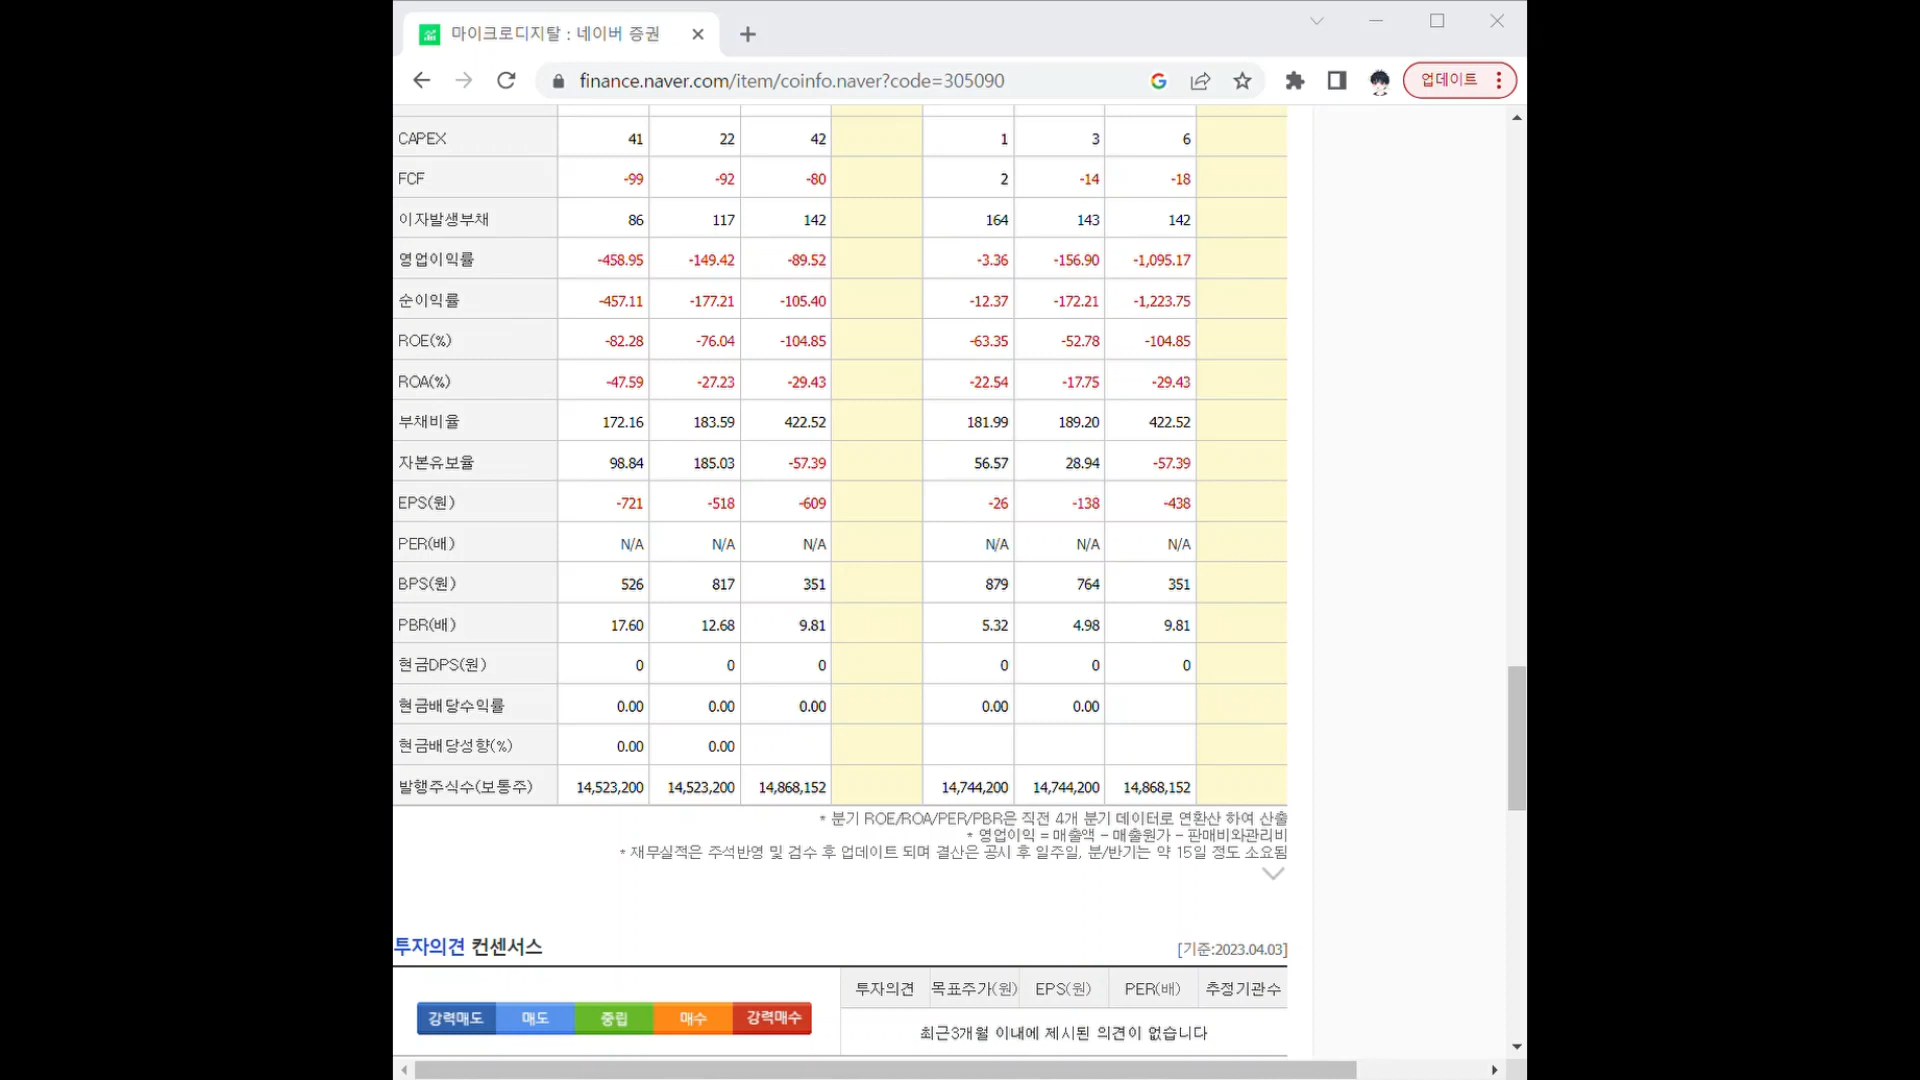 마이크로디지탈 : 네이버 증권
finance.naver.com/item/coinfo.naver?code=305090
업데이트
CAPEX 41 22 42 1 3 6
FCF -99 -92 -80 2 -14 -18
이자발생부채 86 117 142 164 143 142
영업이익률 -458.95 -149.42 -89.52 -3.36 -156.90 -1,095.17
순이익률 -457.11 -177.21 -105.40 -12.37 -172.21 -1,223.75
ROE(%) -82.28 -76.04 -104.85 -63.35 -52.78 -104.85
ROA(%) -47.59 -27.23 -29.43 -22.54 -17.75 -29.43
부채비율 172.16 183.59 422.52 181.99 189.20 422.52
자본유보율 98.84 185.03 -57.39 56.57 28.94 -57.39
EPS(원) -721 -518 -609 -26 -138 -438
PER(배) N/A N/A N/A N/A N/A N/A
BPS(원) 526 817 351 879 764 351
PBR(배) 17.60 12.68 9.81 5.32 4.98 9.81
현금DPS(원) 0 0 0 0 0 0
현금배당수익률 0.00 0.00 0.00 0.00 0.00
현금배당성향(%) 0.00 0.00
발행주식수(보통주) 14,523,200 14,523,200 14,868,152 14,744,200 14,744,200 14,868,152
* 분기 ROE/ROA/PER/PBR은 직전 4개 분기 데이터로 연환산 하여 산출
* 영업이익 = 매출액 - 매출원가 - 판매비와관리비
* 재무실적은 주석반영 및 검수 후 업데이트 되며 결산은 공시 후 일주일, 분/반기는 약 15일 정도 소요됨
투자의견 컨센서스 [기준:2023.04.03]
투자의견 목표주가(원) EPS(원) PER(배) 추정기관수
강력매도 매도 중립 매수 강력매수
최근3개월 이내에 제시된 의견이 없습니다